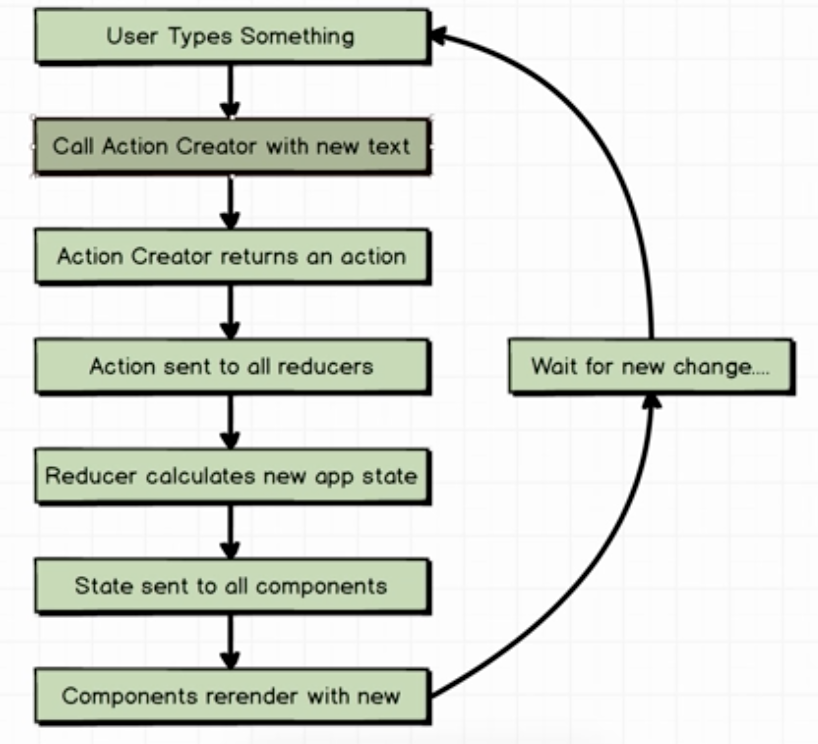 User Types Something
Call Action Creator with new text
Action Creator returns an action
Action sent to all reducers
Wait for new change....
Reducer calculates new app state
State sent to all components
Components rerender with new